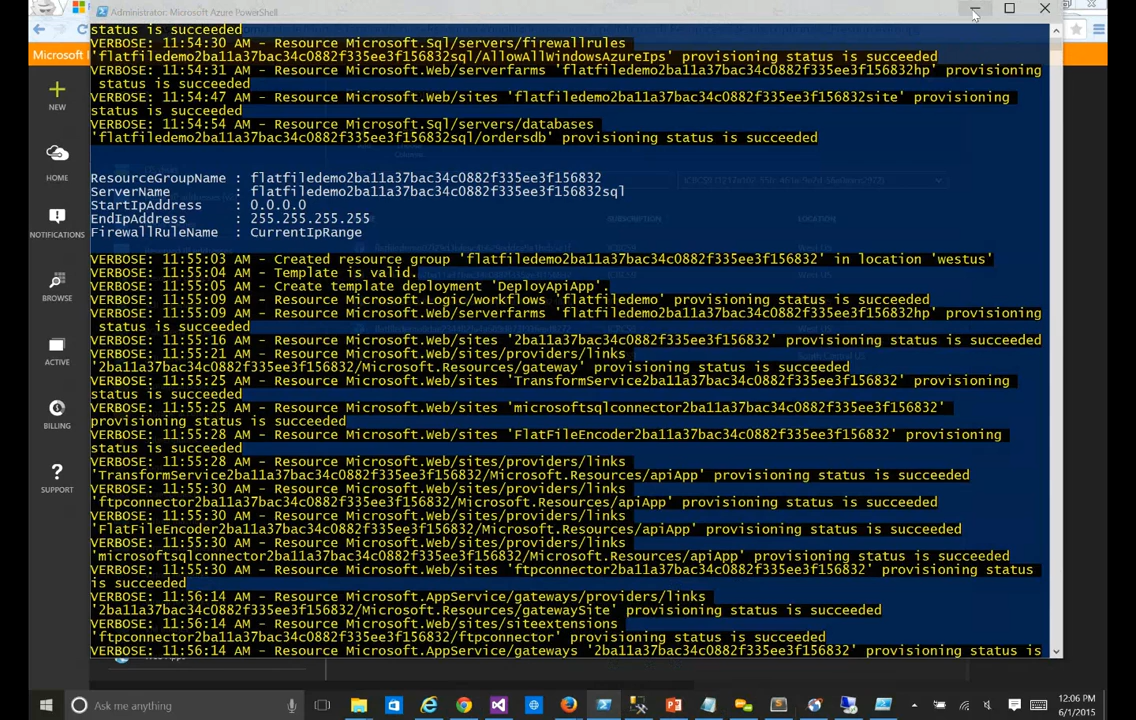 Administrator: Microsoft Azure PowerShell
status is succeeded
VERBOSE: 11:54:30 AM - Resource Microsoft.Sql/servers/firewallrules
'flatfiledemo2ba11a37bac34c0882f335ee3f156832sql/AllowAllWindowsAzureIps' provisioning status is succeeded
VERBOSE: 11:54:31 AM - Resource Microsoft.Web/serverfarms 'flatfiledemo2ba11a37bac34c0882f335ee3f156832hp' provisioning
status is succeeded
VERBOSE: 11:54:47 AM - Resource Microsoft.Web/sites 'flatfiledemo2ba11a37bac34c0882f335ee3f156832site' provisioning
status is succeeded
VERBOSE: 11:54:54 AM - Resource Microsoft.Sql/servers/databases
'flatfiledemo2ba11a37bac34c0882f335ee3f156832sql/ordersdb' provisioning status is succeeded
ResourceGroupName : flatfiledemo2ba11a37bac34c0882f335ee3f156832
ServerName : flatfiledemo2ba11a37bac34c0882f335ee3f156832sql
StartIpAddress : 0.0.0.0
EndIpAddress : 255.255.255.255
FirewallRuleName : CurrentIpRange
VERBOSE: 11:55:03 AM - Created resource group 'flatfiledemo2ba11a37bac34c0882f335ee3f156832' in location 'westus'
VERBOSE: 11:55:04 AM - Template is valid.
VERBOSE: 11:55:05 AM - Create template deployment 'DeployApiApp'.
VERBOSE: 11:55:09 AM - Resource Microsoft.Logic/workflows 'flatfiledemo' provisioning status is succeeded
VERBOSE: 11:55:09 AM - Resource Microsoft.Web/serverfarms 'flatfiledemo2ba11a37bac34c0882f335ee3f156832hp' provisioning
status is succeeded
VERBOSE: 11:55:16 AM - Resource Microsoft.Web/sites '2ba11a37bac34c0882f335ee3f156832' provisioning status is succeeded
VERBOSE: 11:55:21 AM - Resource Microsoft.Web/sites/providers/links
'2ba11a37bac34c0882f335ee3f156832/Microsoft.Resources/gateway' provisioning status is succeeded
VERBOSE: 11:55:25 AM - Resource Microsoft.Web/sites 'TransformService2ba11a37bac34c0882f335ee3f156832' provisioning
status is succeeded
VERBOSE: 11:55:25 AM - Resource Microsoft.Web/sites 'microsoftsqlconnector2ba11a37bac34c0882f335ee3f156832'
provisioning status is succeeded
VERBOSE: 11:55:28 AM - Resource Microsoft.Web/sites 'FlatFileEncoder2ba11a37bac34c0882f335ee3f156832' provisioning
status is succeeded
VERBOSE: 11:55:28 AM - Resource Microsoft.Web/sites/providers/links
'TransformService2ba11a37bac34c0882f335ee3f156832/Microsoft.Resources/apiApp' provisioning status is succeeded
VERBOSE: 11:55:30 AM - Resource Microsoft.Web/sites/providers/links
'ftpconnector2ba11a37bac34c0882f335ee3f156832/Microsoft.Resources/apiApp' provisioning status is succeeded
VERBOSE: 11:55:30 AM - Resource Microsoft.Web/sites/providers/links
'FlatFileEncoder2ba11a37bac34c0882f335ee3f156832/Microsoft.Resources/apiApp' provisioning status is succeeded
VERBOSE: 11:55:30 AM - Resource Microsoft.Web/sites/providers/links
'microsoftsqlconnector2ba11a37bac34c0882f335ee3f156832/Microsoft.Resources/apiApp' provisioning status is succeeded
VERBOSE: 11:55:30 AM - Resource Microsoft.Web/sites 'ftpconnector2ba11a37bac34c0882f335ee3f156832' provisioning status
is succeeded
VERBOSE: 11:56:14 AM - Resource Microsoft.AppService/gateways/providers/links
'2ba11a37bac34c0882f335ee3f156832/Microsoft.Resources/gatewaySite' provisioning status is succeeded
VERBOSE: 11:56:14 AM - Resource Microsoft.Web/sites/siteextensions
'ftpconnector2ba11a37bac34c0882f335ee3f156832/ftpconnector' provisioning status is succeeded
VERBOSE: 11:56:14 AM - Resource Microsoft.AppService/gateways '2ba11a37bac34c0882f335ee3f156832' provisioning status is
Microsoft
NEW
HOME
NOTIFICATIONS
BROWSE
ACTIVE
BILLING
SUPPORT
SUBSCRIPTION
LOCATION
West US
South Central US
Ask me anything
12:06 PM
6/1/2015